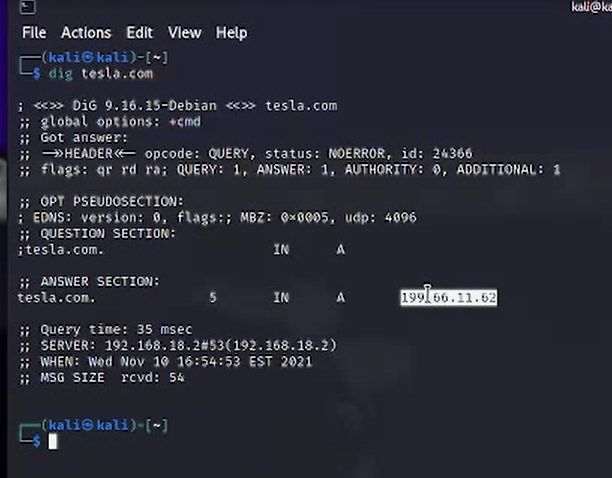 kali@ka
File Actions Edit View Help
┌──(kali㉿kali)-[~]
└─$ dig tesla.com
; <<>> DiG 9.16.15-Debian <<>> tesla.com
;; global options: +cmd
;; Got answer:
;; ->>HEADER<<- opcode: QUERY, status: NOERROR, id: 24366
;; flags: qr rd ra; QUERY: 1, ANSWER: 1, AUTHORITY: 0, ADDITIONAL: 1
;; OPT PSEUDOSECTION:
; EDNS: version: 0, flags:; MBZ: 0×0005, udp: 4096
;; QUESTION SECTION:
;tesla.com. IN A
;; ANSWER SECTION:
tesla.com. 5 IN A 199.66.11.62
;; Query time: 35 msec
;; SERVER: 192.168.18.2#53(192.168.18.2)
;; WHEN: Wed Nov 10 16:54:53 EST 2021
;; MSG SIZE rcvd: 54
┌──(kali㉿kali)-[~]
└─$